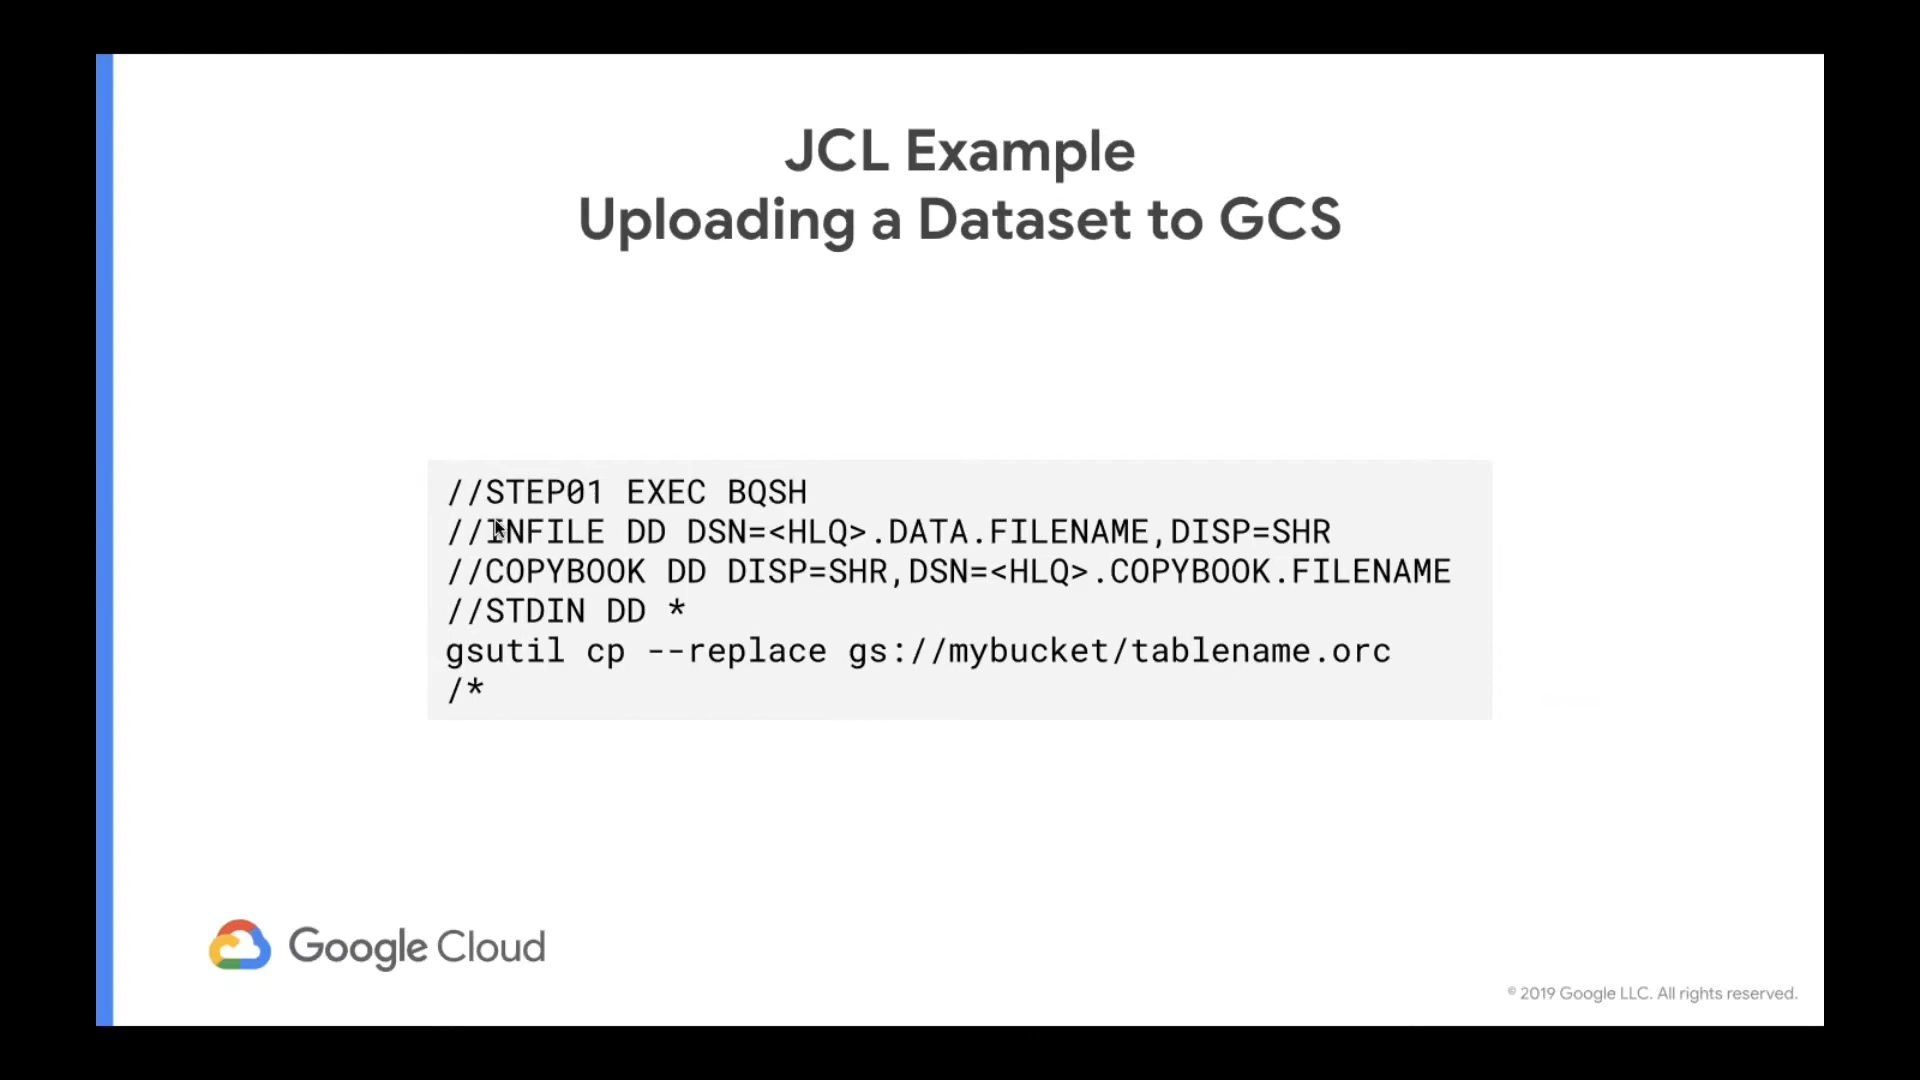 JCL Example
Uploading a Dataset to GCS
//STEP01 EXEC BQSH
//INFILE DD DSN=<HLQ>.DATA.FILENAME,DISP=SHR
//COPYBOOK DD DISP=SHR,DSN=<HLQ>.COPYBOOK.FILENAME
//STDIN DD *
gsutil cp --replace gs://mybucket/tablename.orc
/*
Google Cloud
© 2019 Google LLC. All rights reserved.